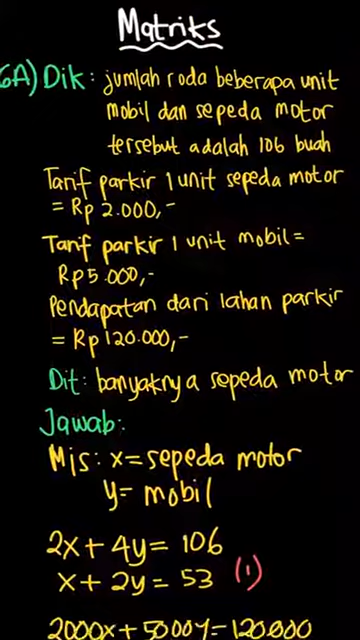 Matriks
6A) Dik: jumlah roda beberapa unit
mobil dan sepeda motor
tersebut adalah 106 buah
Tarif parkir 1 unit sepeda motor
= Rp 2.000,-
Tarif parkir 1 unit mobil =
Rp 5.000,-
Pendapatan dari lahan parkir
= Rp 120.000,-
Dit: banyaknya sepeda motor
Jawab:
Mis: x = sepeda motor
y = mobil
2x + 4y = 106
x + 2y = 53 (1)
2000x + 5000y = 120.000